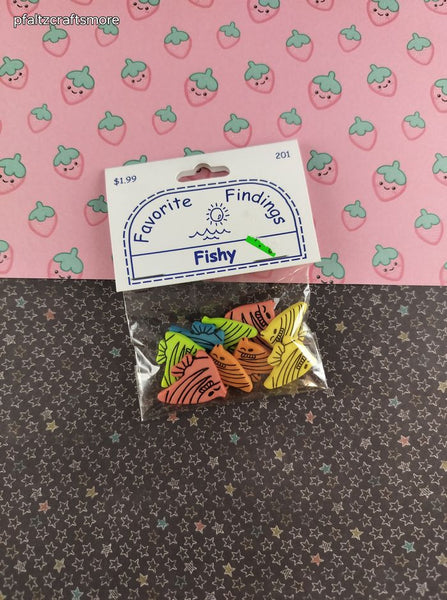 pfaltzcraftsmore
$1.99
201
Favorite Findings
Fishy